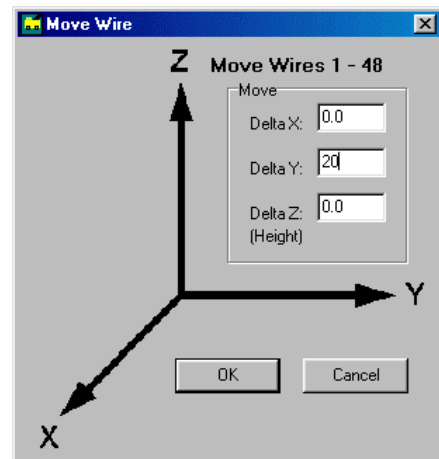 Move Wire
Z Move Wires 1 - 48
Move
Delta X: 0.0
Delta Y: 20
Delta Z: 0.0
(Height)
Y
OK Cancel
X